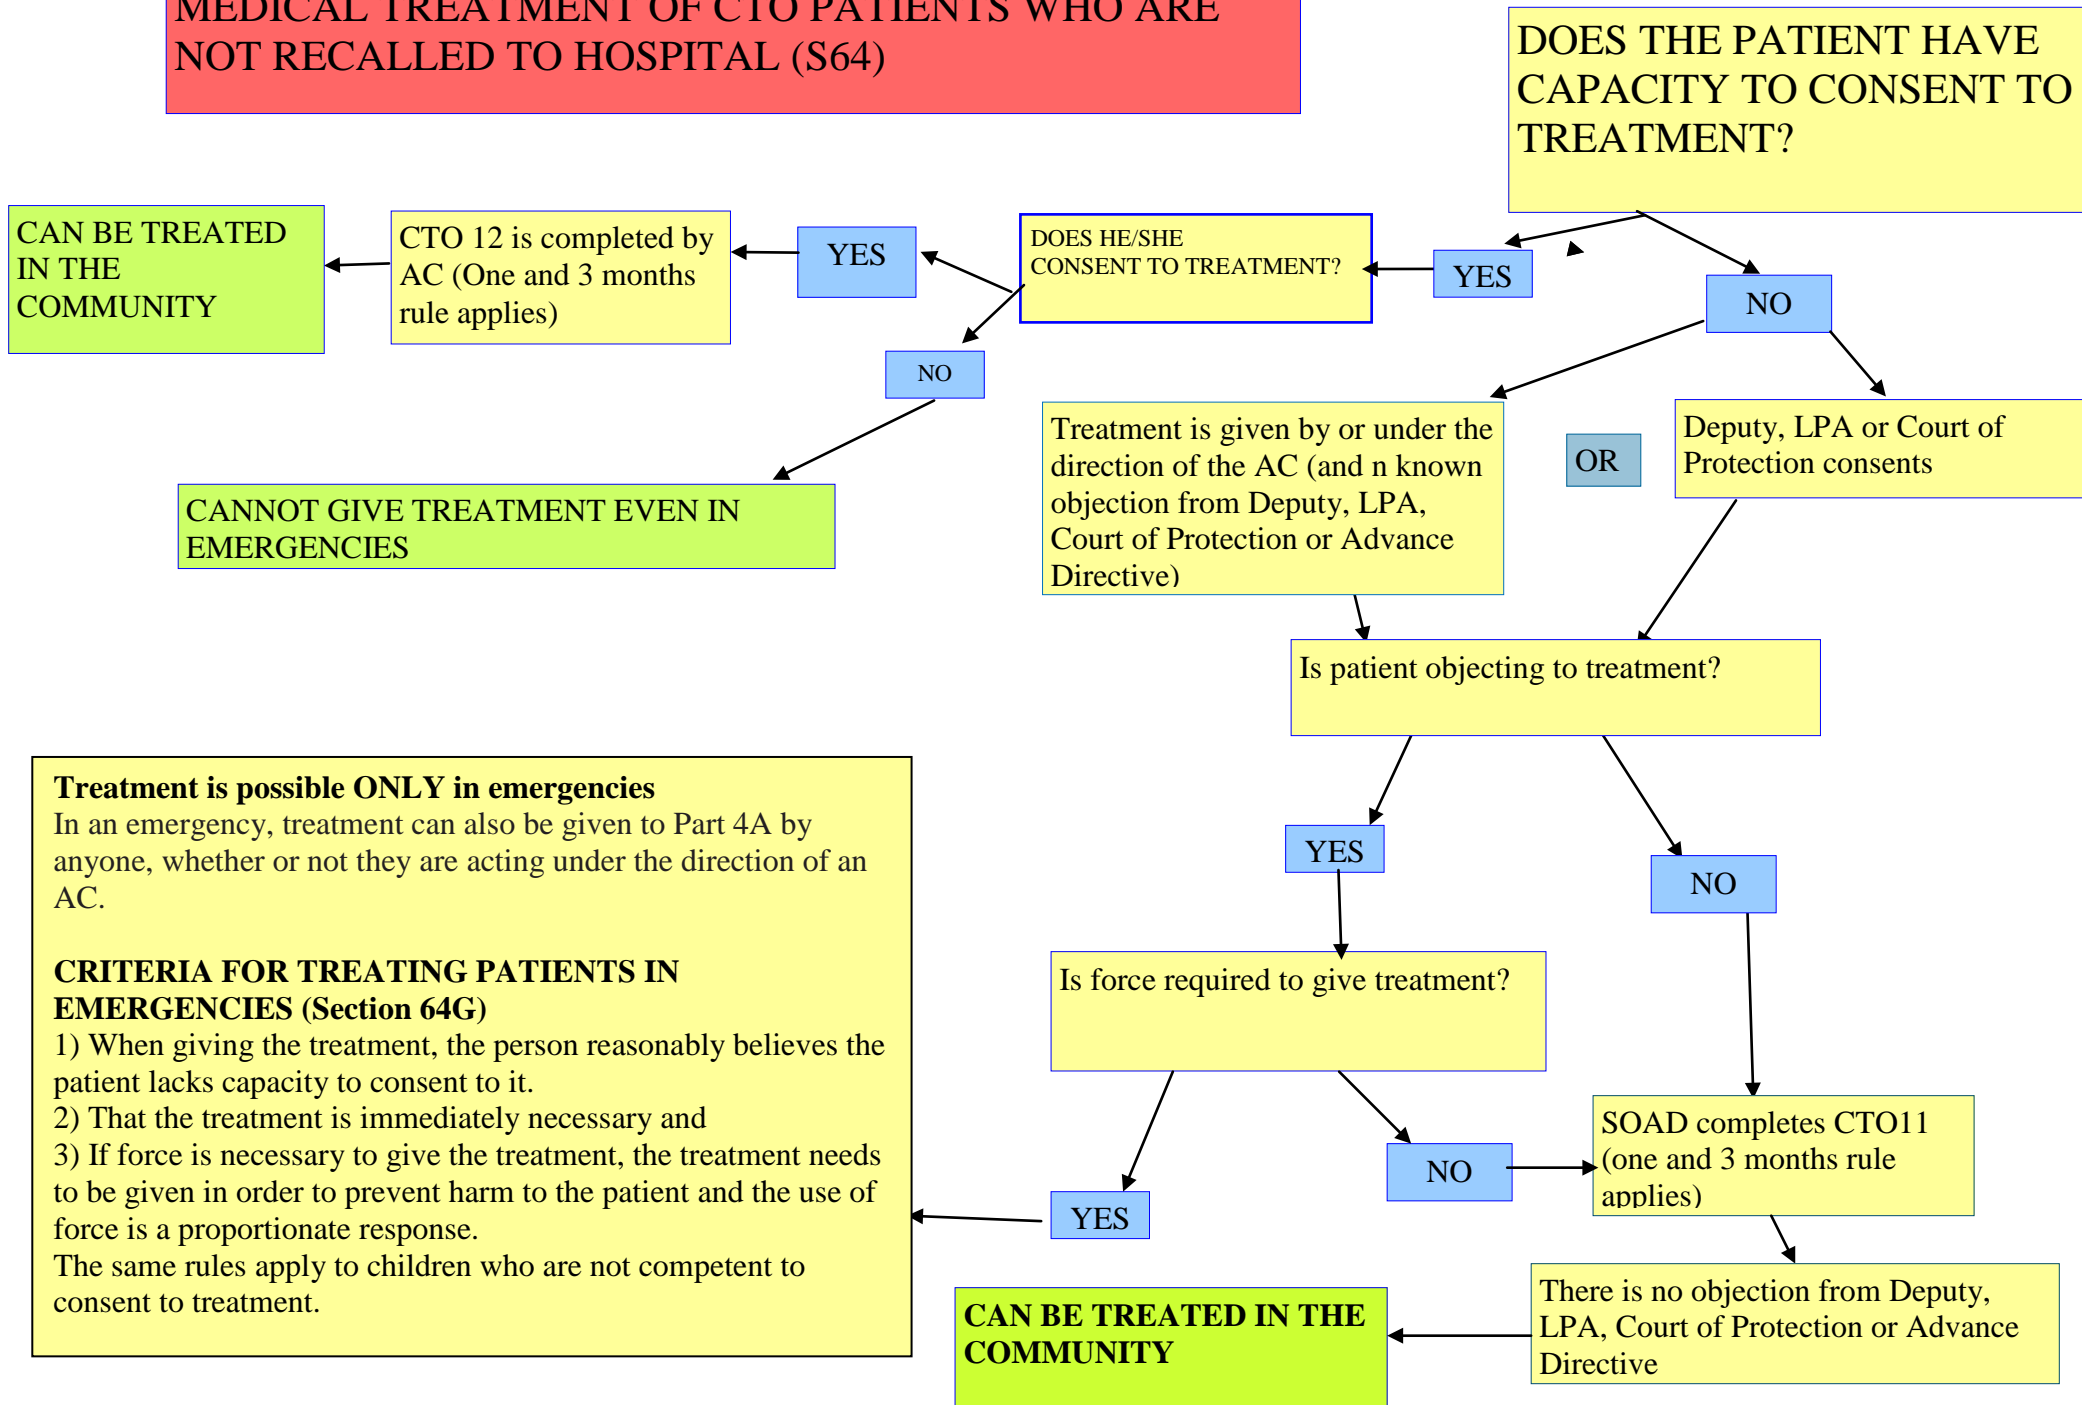 MEDICAL TREATMENT OF CTO PATIENTS WHO ARE
NOT RECALLED TO HOSPITAL (S64)
DOES THE PATIENT HAVE
CAPACITY TO CONSENT TO
TREATMENT?
CAN BE TREATED
IN THE
COMMUNITY
CTO 12 is completed by
AC (One and 3 months
rule applies)
YES
DOES HE/SHE
CONSENT TO TREATMENT?
YES
NO
NO
CANNOT GIVE TREATMENT EVEN IN
EMERGENCIES
Treatment is given by or under the
direction of the AC (and n known
objection from Deputy, LPA,
Court of Protection or Advance
Directive)
OR
Deputy, LPA or Court of
Protection consents
Is patient objecting to treatment?
YES
NO
Treatment is possible ONLY in emergencies
In an emergency, treatment can also be given to Part 4A by
anyone, whether or not they are acting under the direction of an
AC.
CRITERIA FOR TREATING PATIENTS IN
EMERGENCIES (Section 64G)
1) When giving the treatment, the person reasonably believes the
patient lacks capacity to consent to it.
2) That the treatment is immediately necessary and
3) If force is necessary to give the treatment, the treatment needs
to be given in order to prevent harm to the patient and the use of
force is a proportionate response.
The same rules apply to children who are not competent to
consent to treatment.
Is force required to give treatment?
YES
NO
SOAD completes CTO11
(one and 3 months rule
applies)
There is no objection from Deputy,
LPA, Court of Protection or Advance
Directive
CAN BE TREATED IN THE
COMMUNITY